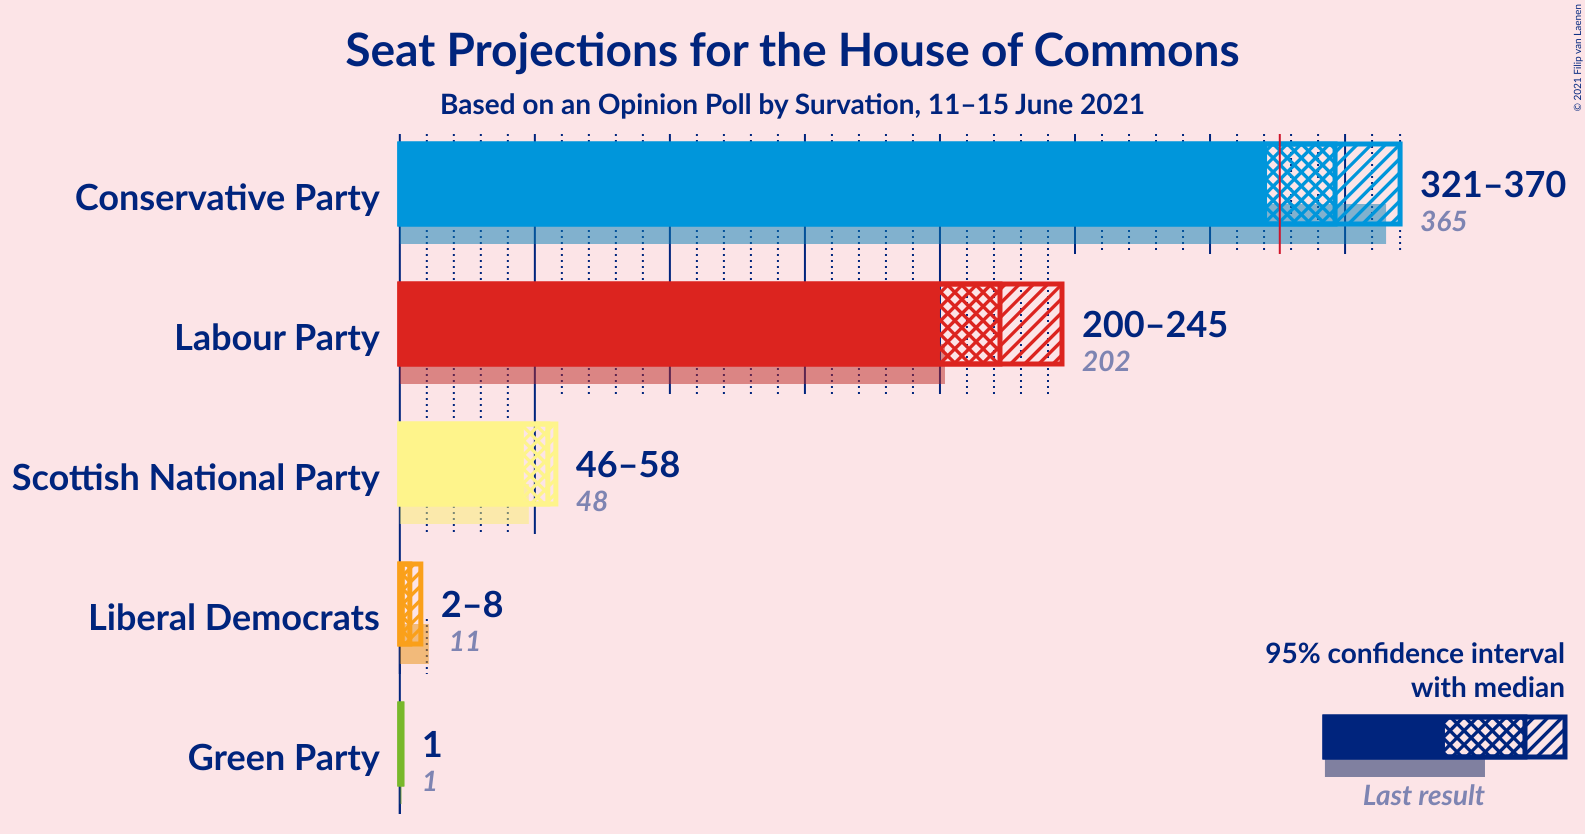 Seat Projections for the House of Commons
Based on an Opinion Poll by Survation, 11–15 June 2021
© 2021 Filip van Laenen
Conservative Party
321–370
365
Labour Party
200–245
202
Scottish National Party
46–58
48
Liberal Democrats
2–8
11
Green Party
1
1
95% confidence interval
with median
Last result